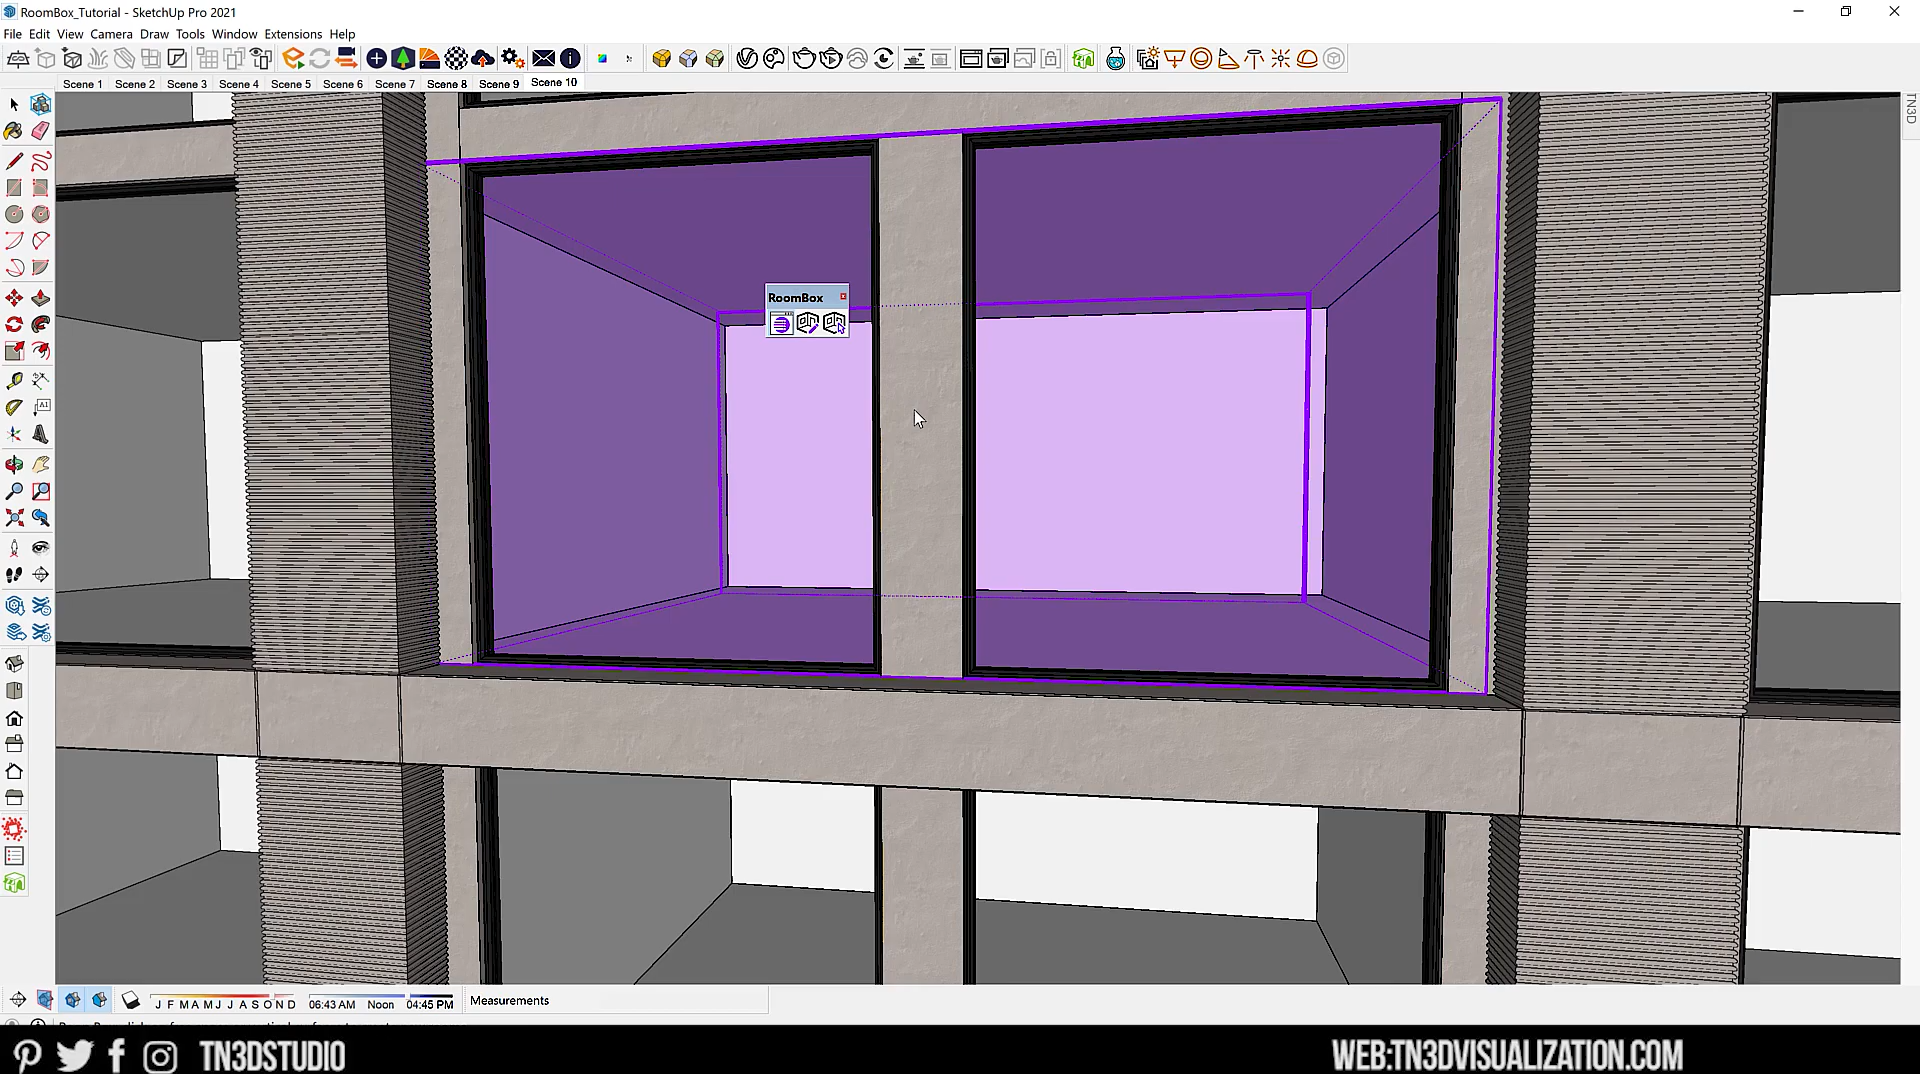 RoomBox_Tutorial - SketchUp Pro 2021
File Edit View Camera Draw Tools Window Extensions Help
Scene 1 Scene 2 Scene 3 Scene 4 Scene 5 Scene 6 Scene 7 Scene 8 Scene 9 Scene 10
TN3D
RoomBox
A1
J F M A M J J A S O N D 06:43 AM Noon 04:45 PM Measurements
TN3DSTUDIO
WEB:TN3DVISUALIZATION.COM